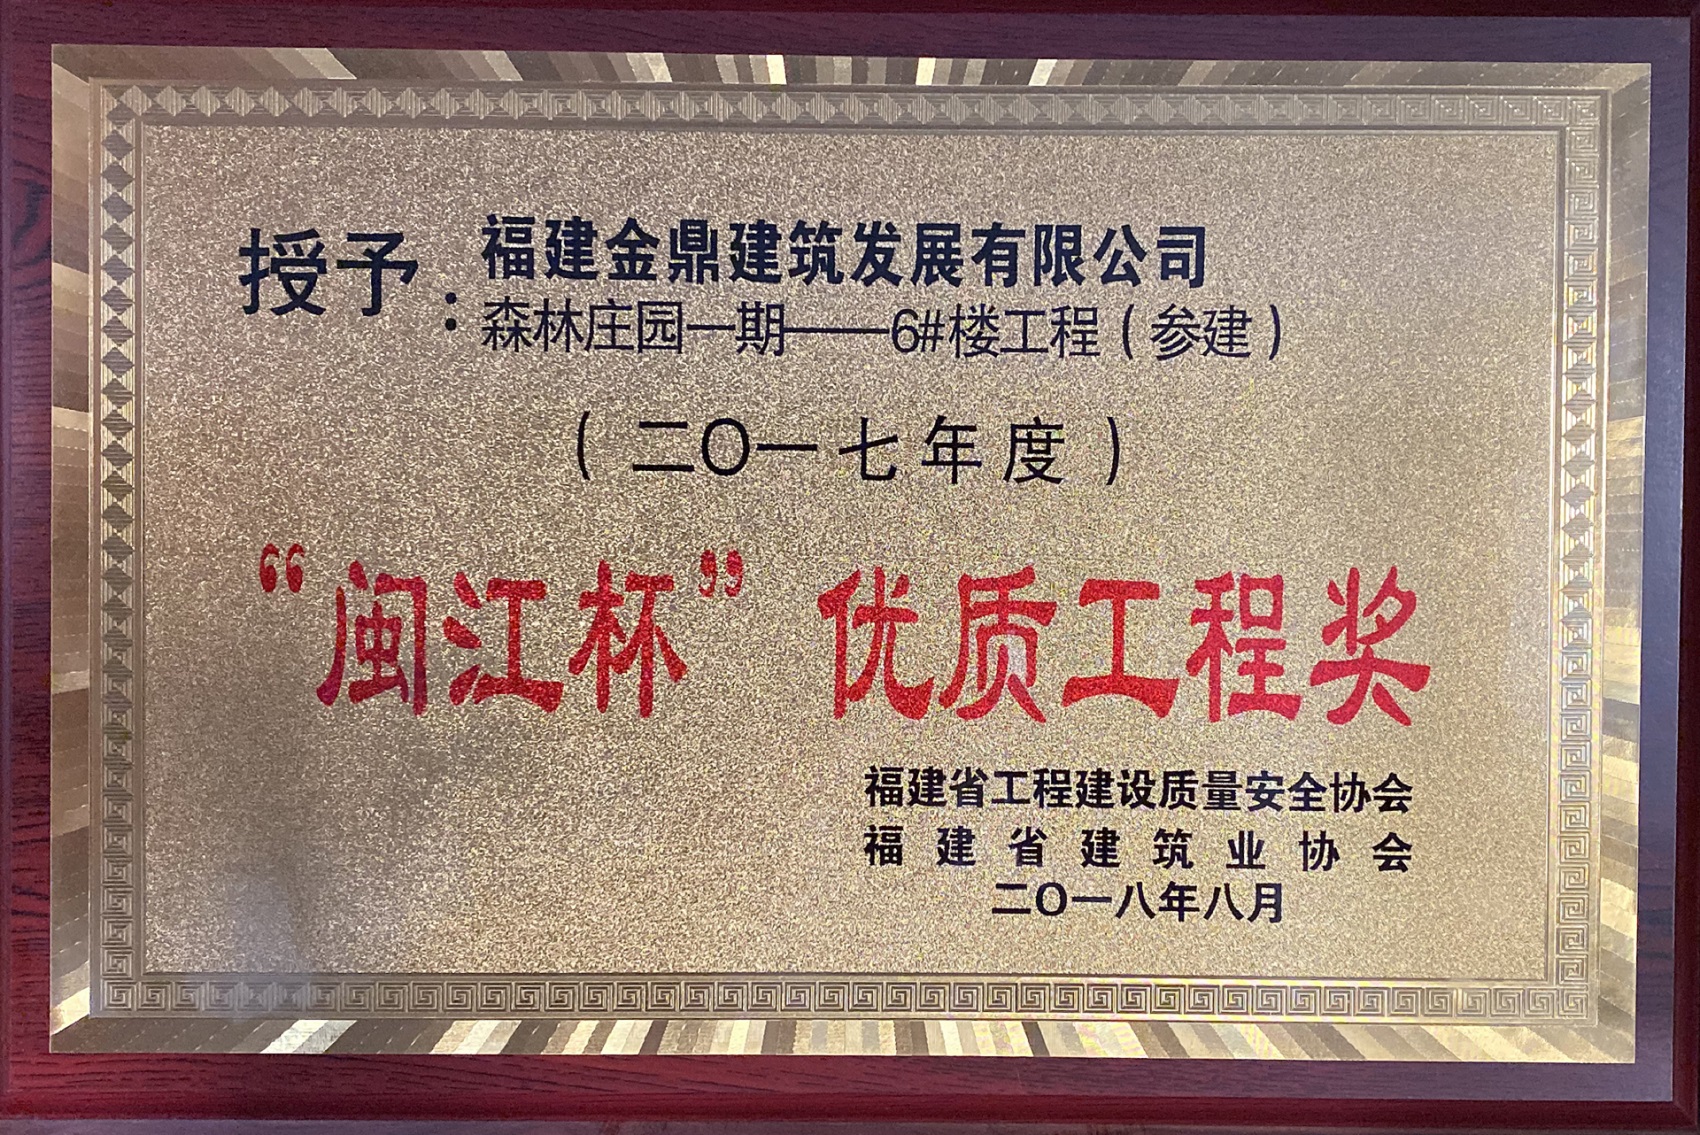 授予：福建金鼎建筑发展有限公司
森林庄园一期——6#楼工程（参建）
（二〇一七年度）
“闽江杯”优质工程奖
福建省工程建设质量安全协会
福建省建筑业协会
二〇一八年八月